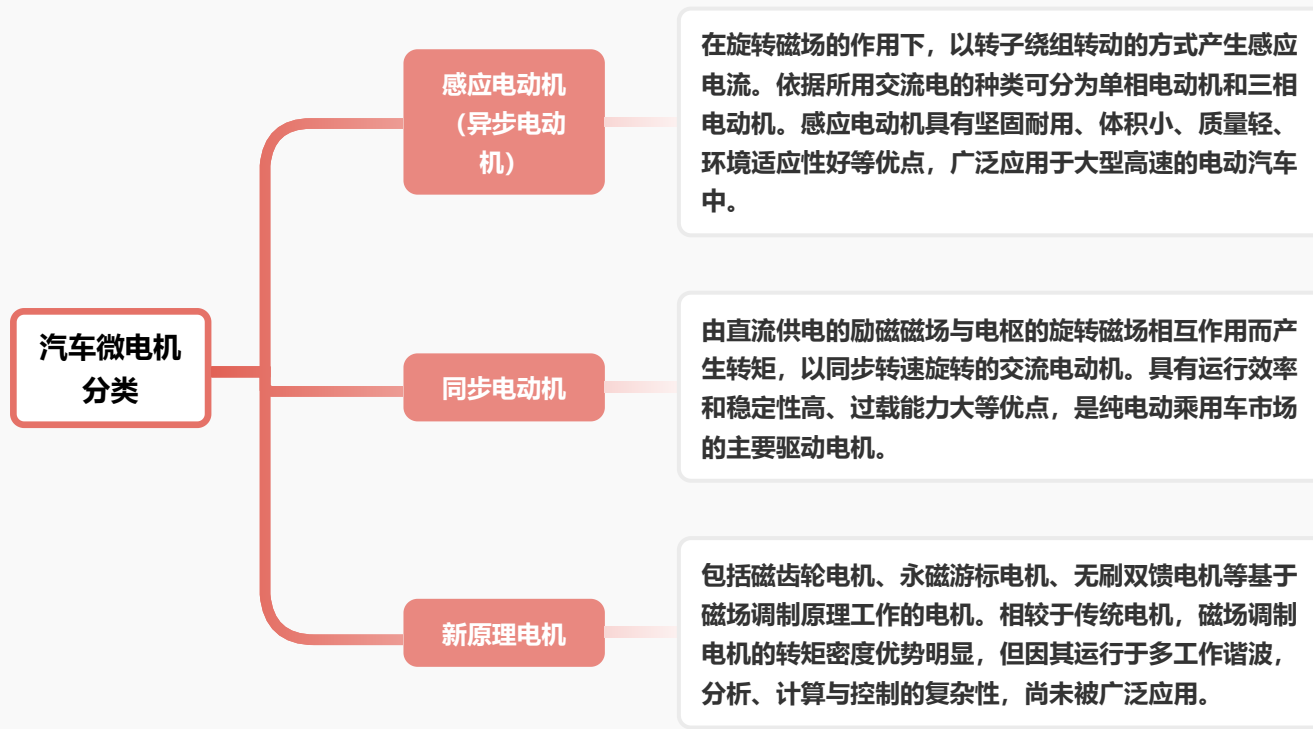 汽车微电机
分类
感应电动机
（异步电动
机）
在旋转磁场的作用下，以转子绕组转动的方式产生感应
电流。依据所用交流电的种类可分为单相电动机和三相
电动机。感应电动机具有坚固耐用、体积小、质量轻、
环境适应性好等优点，广泛应用于大型高速的电动汽车
中。
同步电动机
由直流供电的励磁磁场与电枢的旋转磁场相互作用而产
生转矩，以同步转速旋转的交流电动机。具有运行效率
和稳定性高、过载能力大等优点，是纯电动乘用车市场
的主要驱动电机。
新原理电机
包括磁齿轮电机、永磁游标电机、无刷双馈电机等基于
磁场调制原理工作的电机。相较于传统电机，磁场调制
电机的转矩密度优势明显，但因其运行于多工作谐波，
分析、计算与控制的复杂性，尚未被广泛应用。